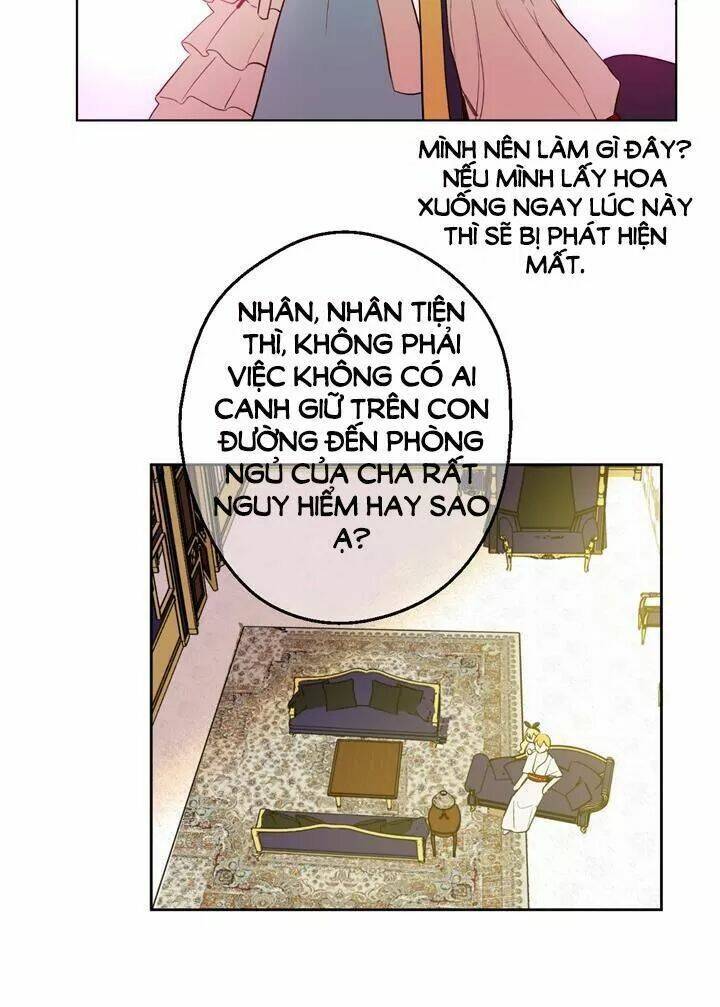 MÌNH NÊN LÀM GÌ ĐÂY?
NẾU MÌNH LẤY HOA
XUỐNG NGAY LÚC NÀY
THÌ SẼ BỊ PHÁT HIỆN
MẤT.
NHÂN, NHÂN TIỆN
THÌ, KHÔNG PHẢI
VIỆC KHÔNG CÓ AI
CANH GIỮ TRÊN CON
ĐƯỜNG ĐẾN PHÒNG
NGỦ CỦA CHA RẤT
NGUY HIỂM HAY SAO
Ạ?